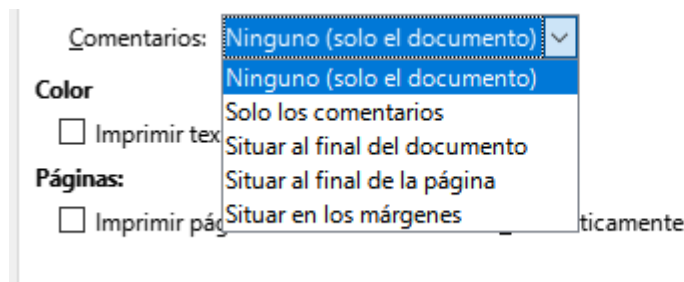 Comentarios: Ninguno (solo el documento)
Ninguno (solo el documento)
Color
Solo los comentarios
Imprimir tex
Situar al final del documento
Páginas:
Situar al final de la página
Imprimir pág
Situar en los márgenes
ticamente